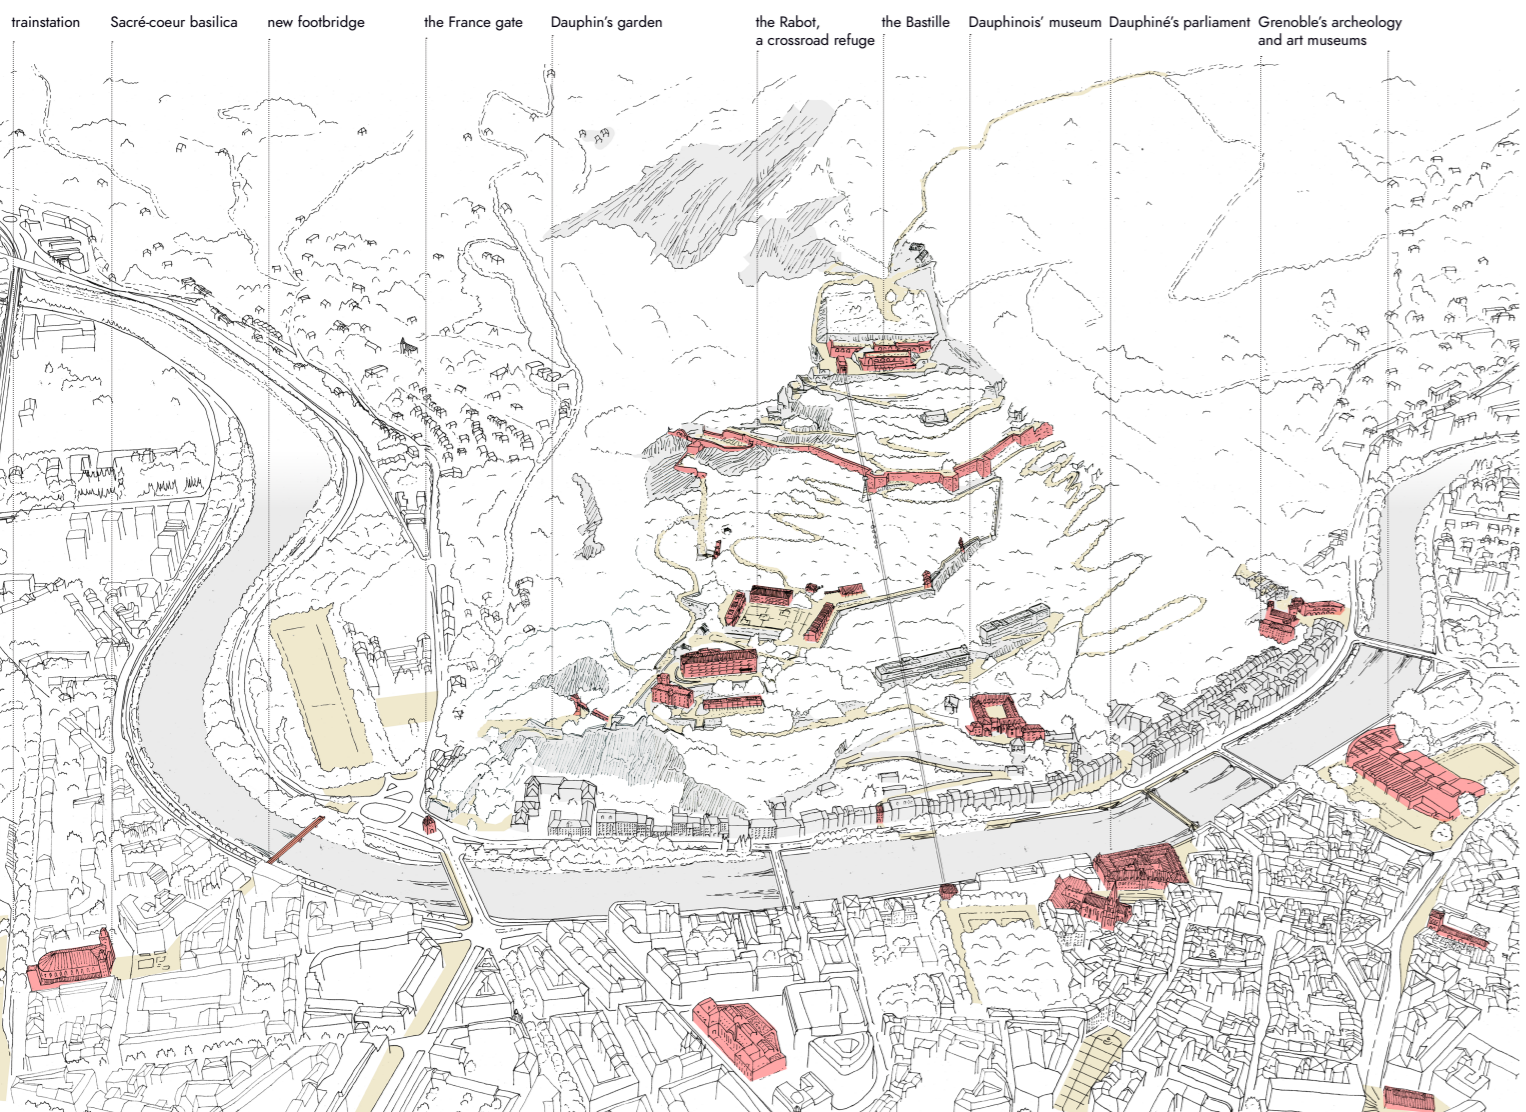 trainstation
Sacré-coeur basilica
new footbridge
the France gate
Dauphin's garden
the Rabot,
a crossroad refuge
the Bastille
Dauphinois' museum
Dauphiné's parliament
Grenoble's archeology
and art museums